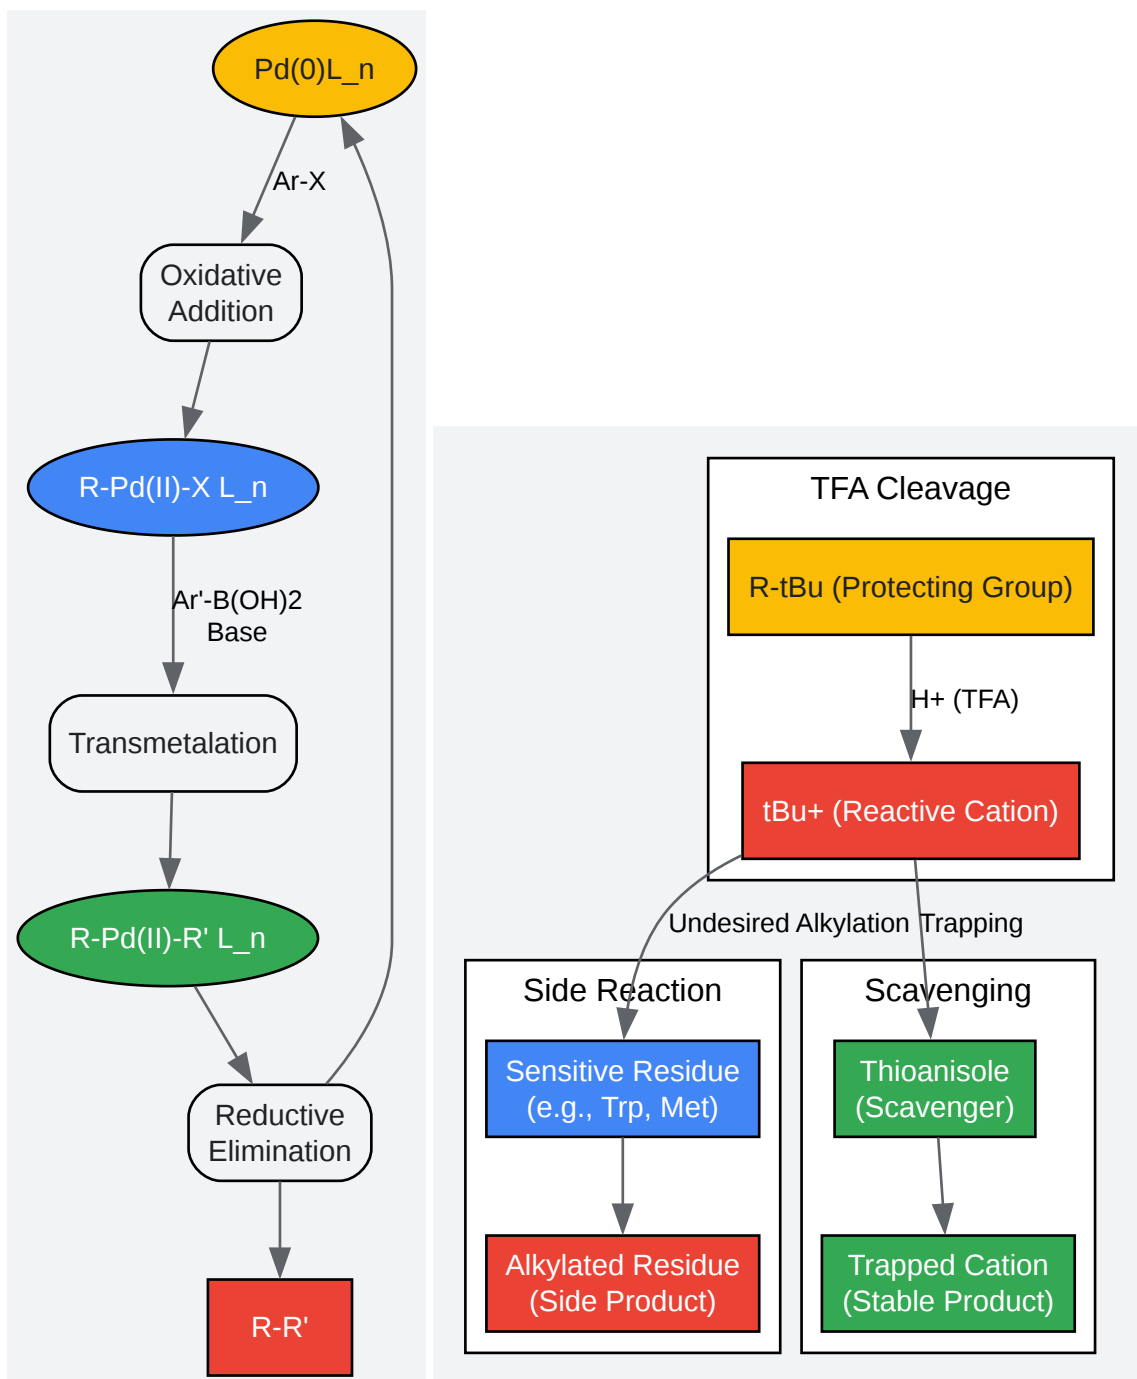 Pd(0)L_n
Ar-X
Oxidative
Addition
R-Pd(II)-X L_n
Ar'-B(OH)2
Base
Transmetalation
R-Pd(II)-R' L_n
Reductive
Elimination
R-R'
TFA Cleavage
R-tBu (Protecting Group)
H+ (TFA)
tBu+ (Reactive Cation)
Undesired Alkylation
Trapping
Side Reaction
Sensitive Residue
(e.g., Trp, Met)
Alkylated Residue
(Side Product)
Scavenging
Thioanisole
(Scavenger)
Trapped Cation
(Stable Product)